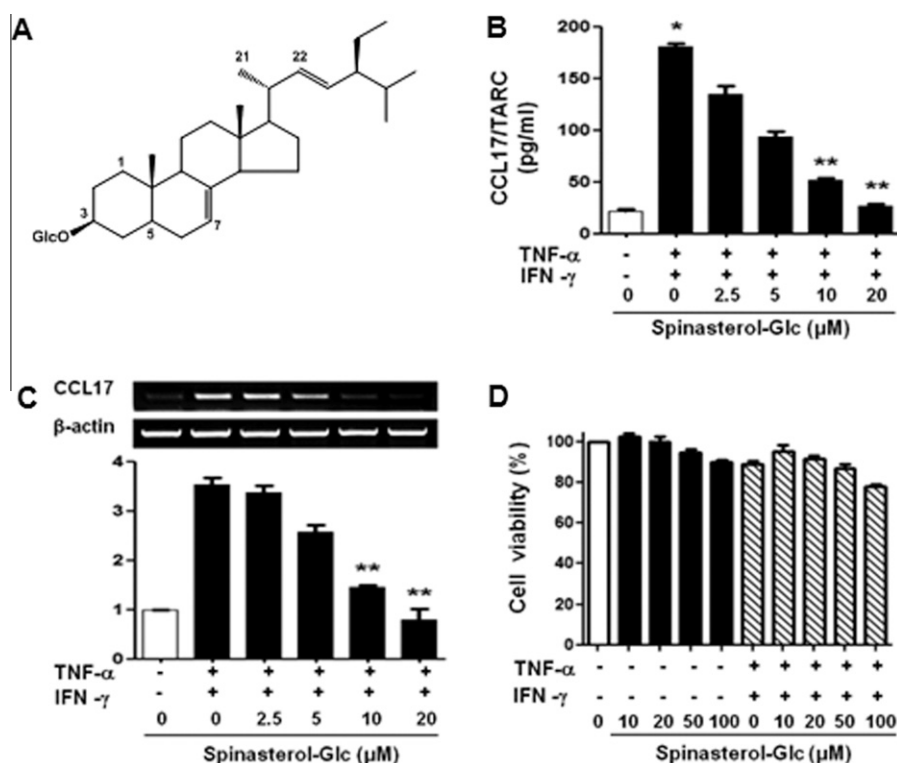 A
21
22
1
3
5
7
GlcO
B
CCL17/TARC
(pg/ml)
200
150
100
50
0
*
**
**
TNF-α - + + + + +
IFN -γ - + + + + +
0 0 2.5 5 10 20
Spinasterol-Glc (µM)
C
CCL17
β-actin
4
3
2
1
0
**
**
TNF-α - + + + + +
IFN -γ - + + + + +
0 0 2.5 5 10 20
Spinasterol-Glc (µM)
D
Cell viability (%)
100
80
60
40
20
0
TNF-α - - - - - + + + + +
IFN -γ - - - - - + + + + +
0 10 20 50 100 0 10 20 50 100
Spinasterol-Glc (µM)